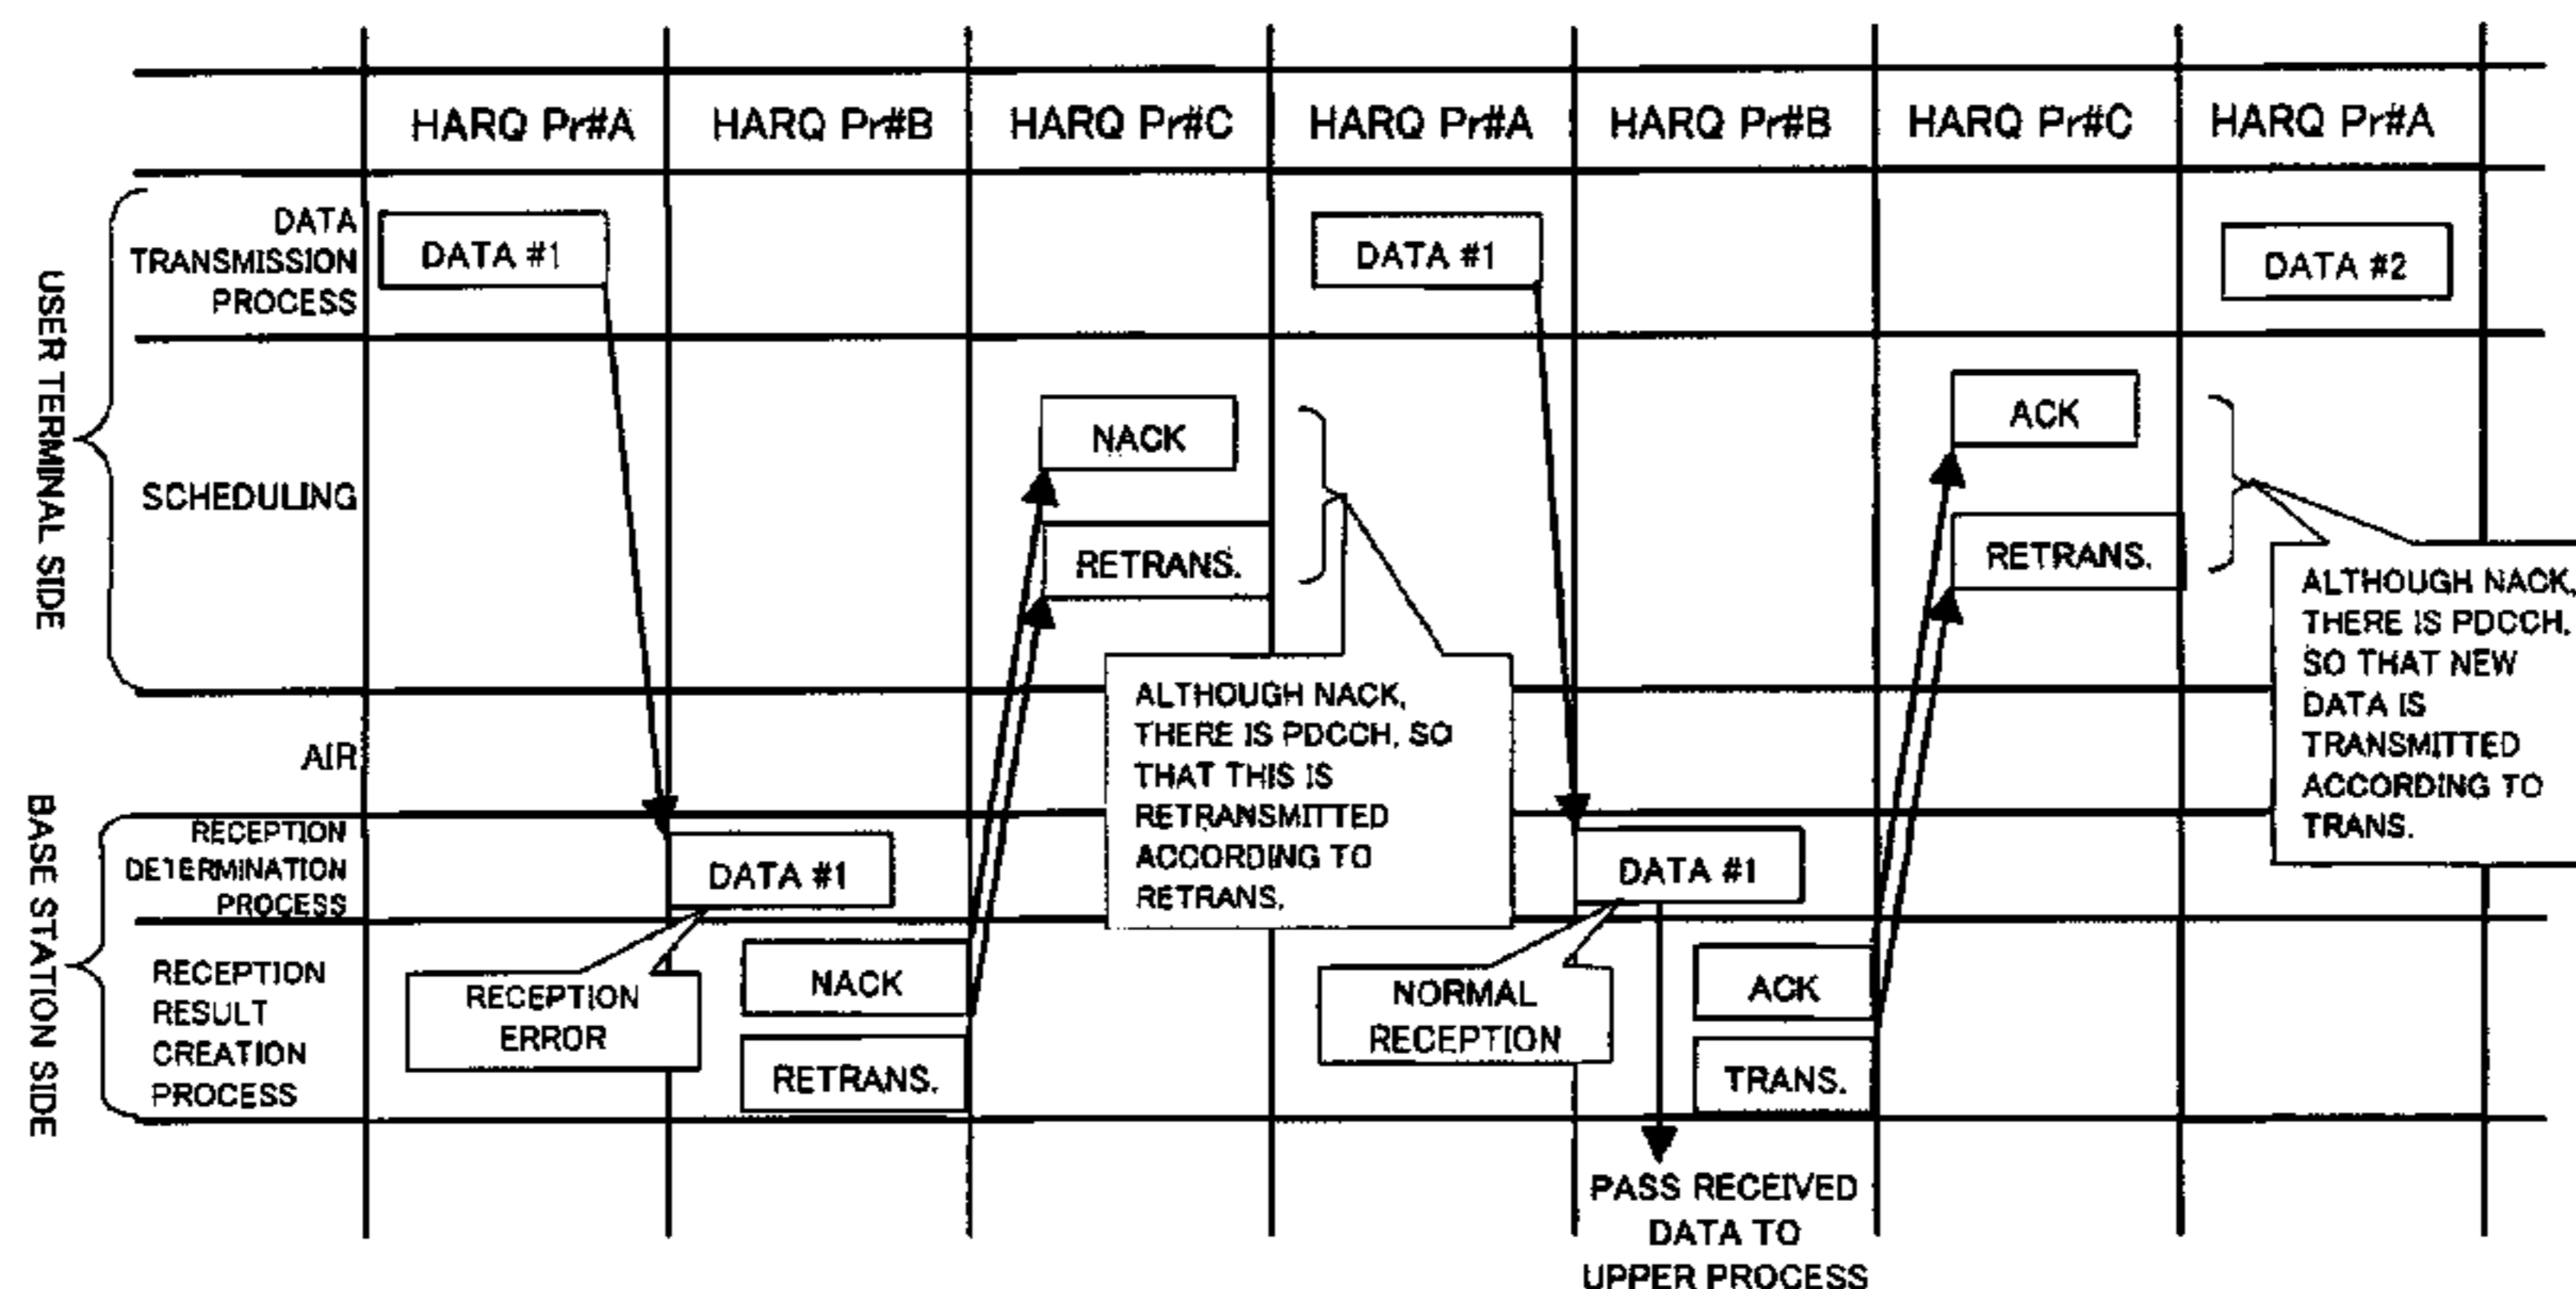 HARQ Pr#A HARQ Pr#B HARQ Pr#C HARQ Pr#A HARQ Pr#B HARQ Pr#C HARQ Pr#A
USER TERMINAL SIDE
DATA
TRANSMISSION
PROCESS
DATA #1
DATA #1
DATA #2
SCHEDULING
NACK
RETRANS.
ACK
RETRANS.
ALTHOUGH NACK,
THERE IS PDCCH, SO
THAT THIS IS
RETRANSMITTED
ACCORDING TO
RETRANS.
ALTHOUGH NACK,
THERE IS PDCCH,
SO THAT NEW
DATA IS
TRANSMITTED
ACCORDING TO
TRANS.
AIR
BASE STATION SIDE
RECEPTION
DETERMINATION
PROCESS
DATA #1
DATA #1
RECEPTION
RESULT
CREATION
PROCESS
RECEPTION
ERROR
NACK
RETRANS.
NORMAL
RECEPTION
ACK
TRANS.
PASS RECEIVED
DATA TO
UPPER PROCESS